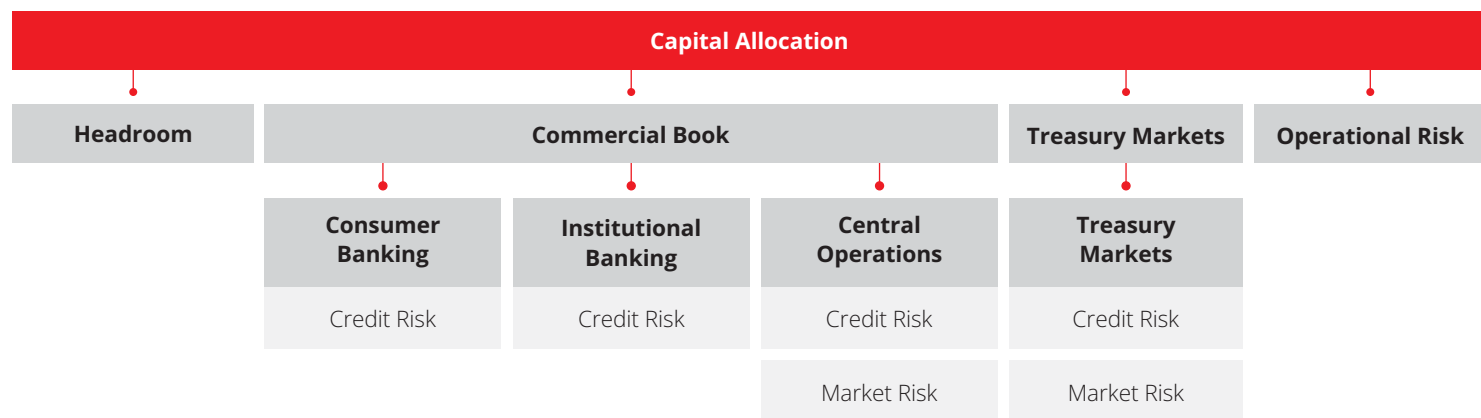 Capital Allocation
Headroom
Commercial Book
Treasury Markets
Operational Risk
Consumer
Banking
Institutional
Banking
Central
Operations
Treasury
Markets
Credit Risk
Credit Risk
Credit Risk
Credit Risk
Market Risk
Market Risk